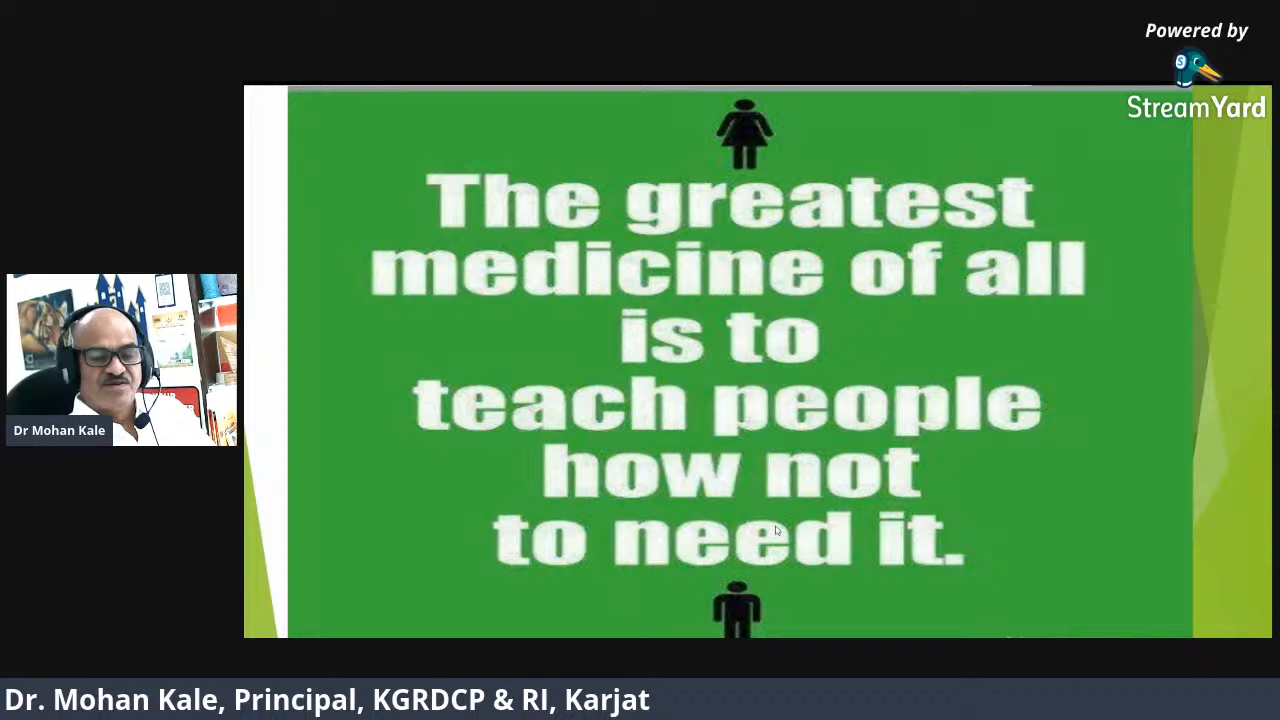 Powered by
StreamYard
The greatest
medicine of all
is to
teach people
how not
to need it.
Dr Mohan Kale
Dr. Mohan Kale, Principal, KGRDCP & RI, Karjat